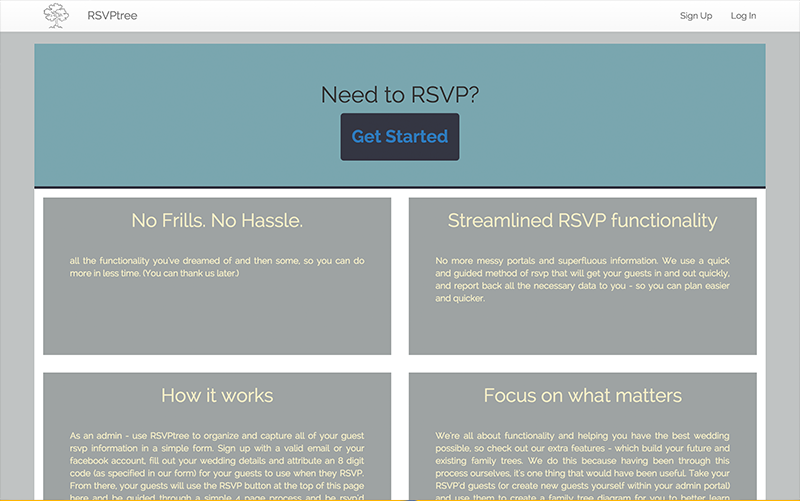 RSVPtree
Sign Up
Log In
Need to RSVP?
Get Started
No Frills. No Hassle.
all the functionality you've dreamed of and then some, so you can do
more in less time. (You can thank us later.)
Streamlined RSVP functionality
No more messy portals and superfluous information. We use a quick
and guided method of rsvp that will get your guests in and out quickly,
and report back all the necessary data to you - so you can plan easier
and quicker.
How it works
As an admin - use RSVPtree to organize and capture all of your guest
rsvp information in a simple form. Sign up with a valid email or your
facebook account, fill out your wedding details and attribute an 8 digit
code (as specified in our form) for your guests to use when they RSVP.
From there, your guests will use the RSVP button at the top of this page
here and be guided through a simple 4 page process and be rsvp'd
Focus on what matters
We're all about functionality and helping you have the best wedding
possible, so check out our extra features - which build your future and
existing family trees. We do this because having been through this
process ourselves, it's one thing that would have been useful. Take your
RSVP'd guests (or create new guests yourself within your admin portal)
and use them to create a family tree diagram for you to better learn